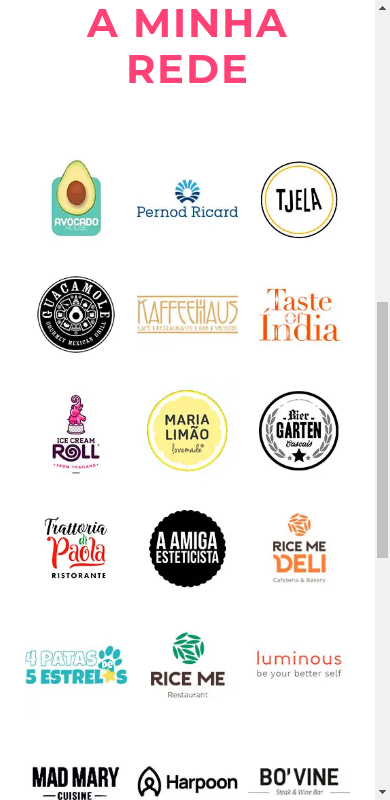 A MINHA
REDE
AVOCADO
HOUSE
Pernod Ricard
TJELA
GUACAMOLE
GOURMET MEXICAN GRILL
KAFFEEHAUS
CAFÉ | RESTAURANTE | BAR |
Taste
Of
India
ICE CREAM
ROLL
• FROM THAILAND •
MARIA
LIMÃO
lovemade
Bier
GARTEN
Cascais
Trattoria
di
Paola
RISTORANTE
A AMIGA
ESTETICISTA
RICE ME
DELI
Cafeteria & Bakery
4 PATAS
DE
5 ESTRELAS
RICE ME
Restaurant
luminous
be your better self
MAD MARY
CUISINE
Harpoon
BO'VINE
Steak & Wine Bar